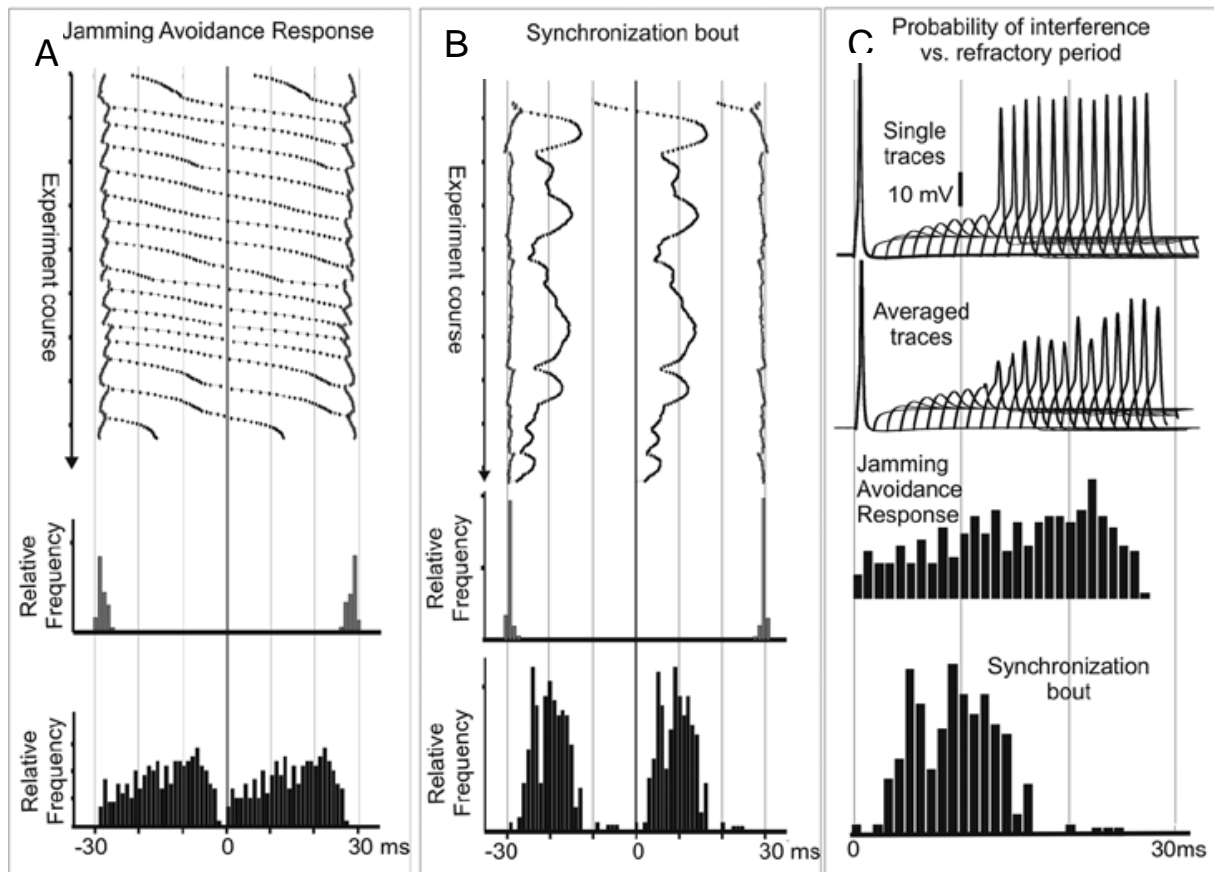 A
Jamming Avoidance Response
Experiment course
Relative
Frequency
Relative
Frequency
-30
0
30 ms
B
Synchronization bout
Experiment course
Relative
Frequency
Relative
Frequency
-30
0
30 ms
C
Probability of interference
vs. refractory period
Single
traces
10 mV
Averaged
traces
Jamming
Avoidance
Response
Synchronization
bout
0
30ms